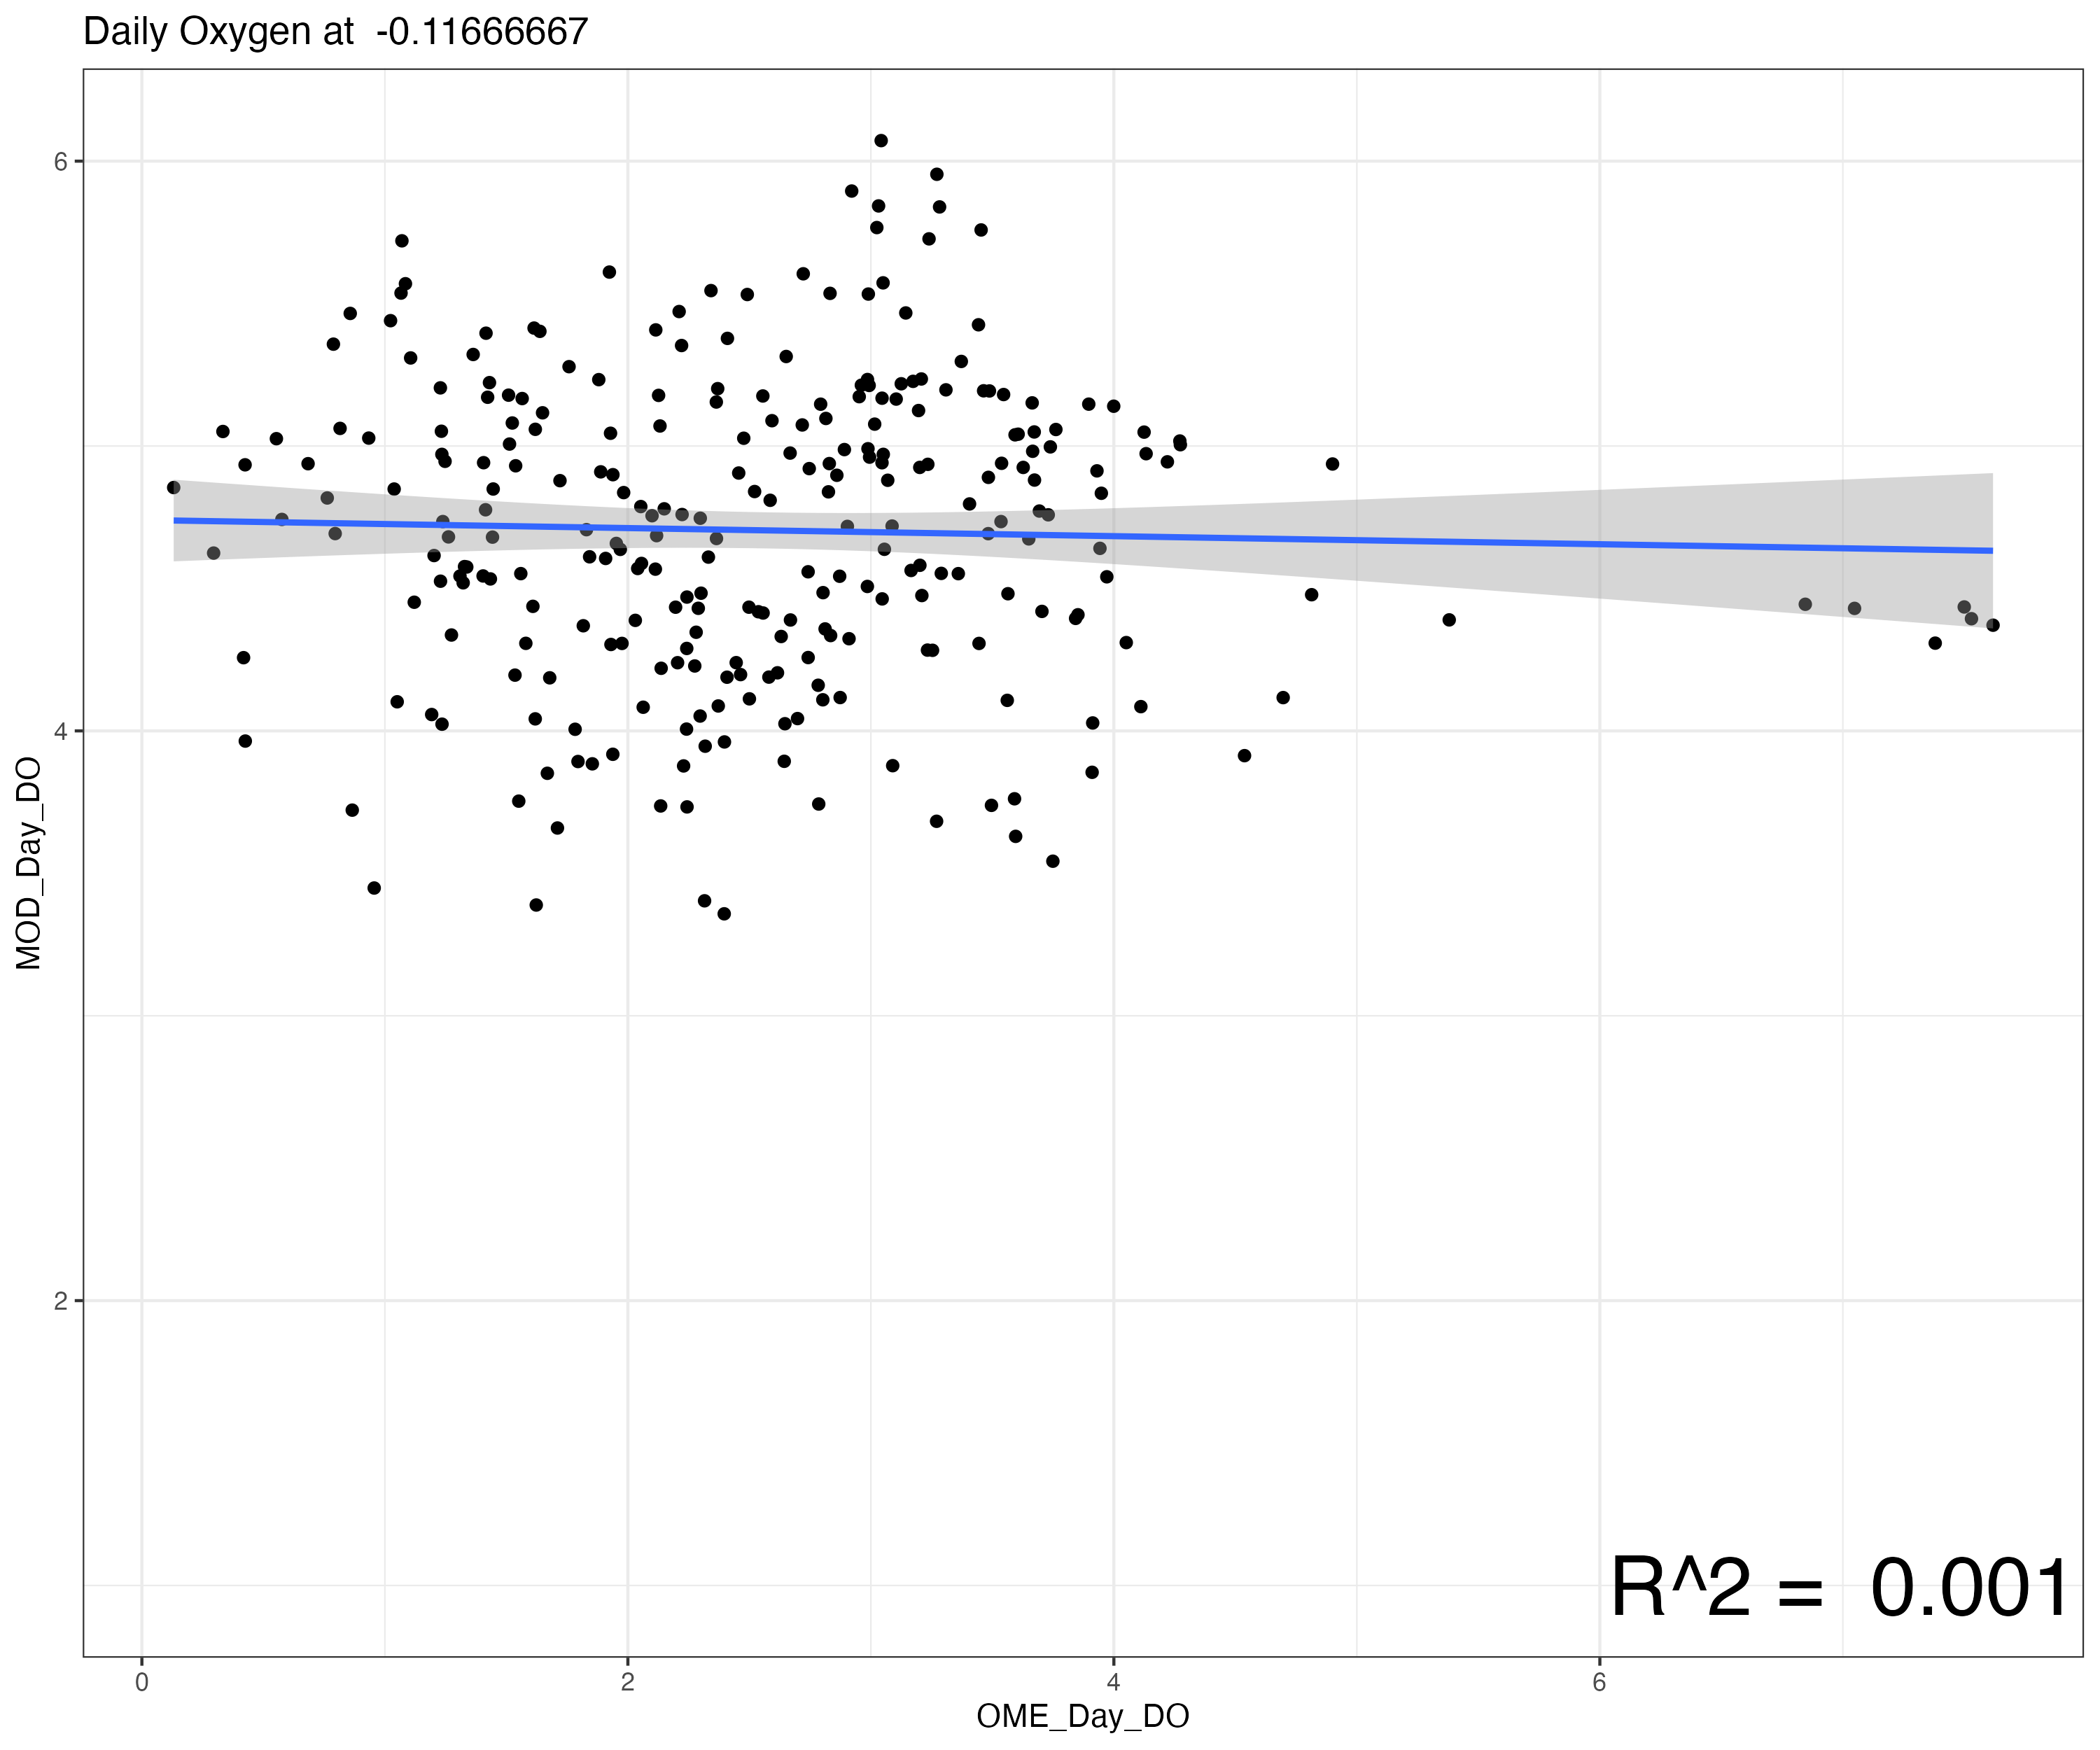 Daily Oxygen at  -0.11666667
6
4
2
MOD_Day_DO
R^2 =  0.001
0
2
4
6
OME_Day_DO